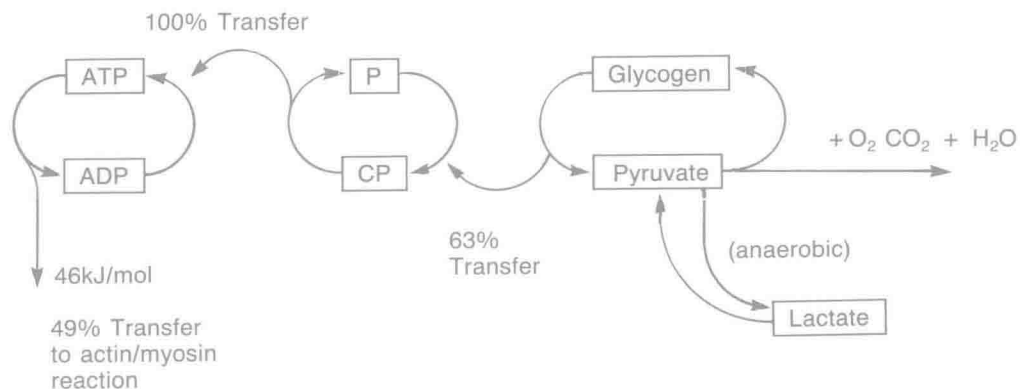 100% Transfer
ATP
P
Glycogen
+ O₂ CO₂ + H₂O
ADP
CP
Pyruvate
63%
Transfer
(anaerobic)
46kJ/mol
Lactate
49% Transfer
to actin/myosin
reaction